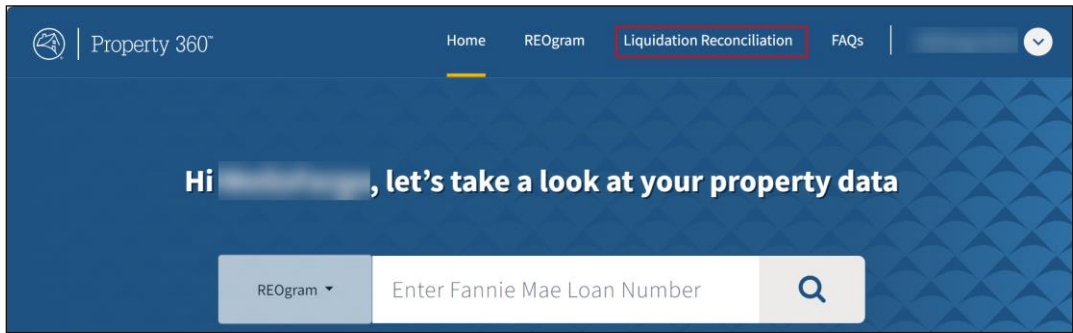 Property 360™ Home REOgram Liquidation Reconciliation FAQs
Hi , let's take a look at your property data
REOgram Enter Fannie Mae Loan Number